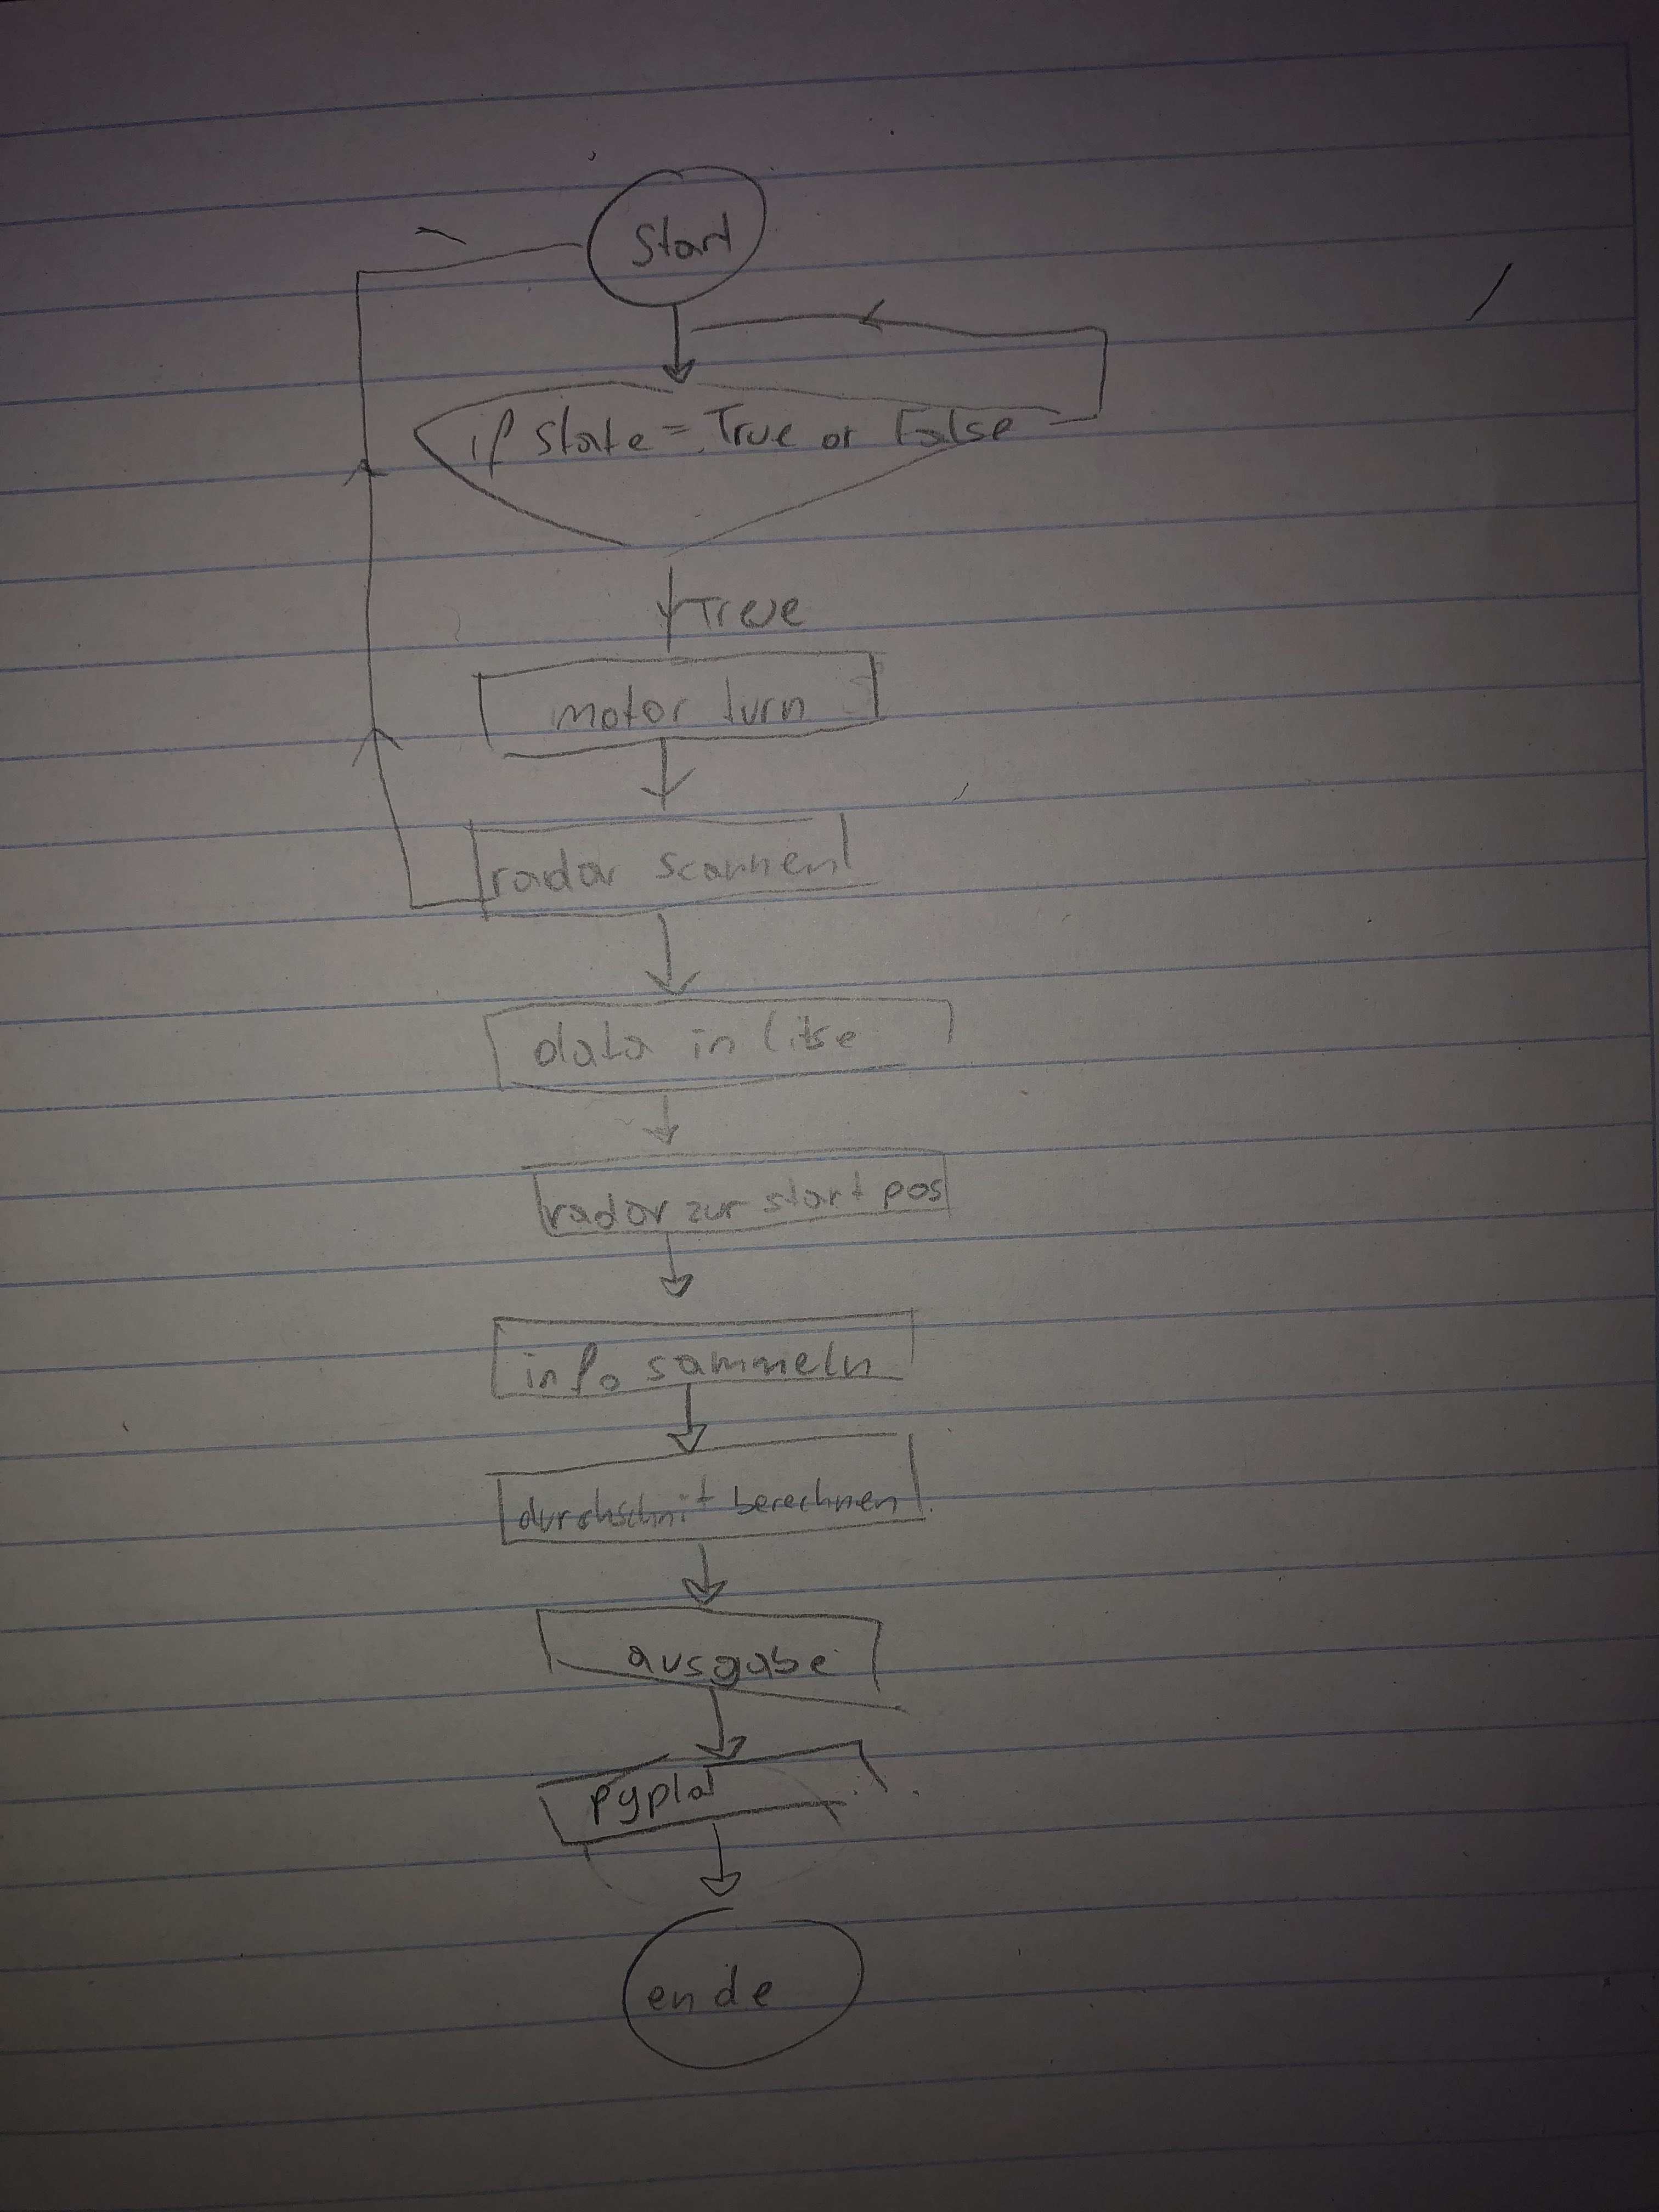 Start
if State = True or False
True
motor turn
radar scannen
data in litse
radar zur start pos
info sammeln
durchschnit berechnen
ausgabe
pyplot
ende